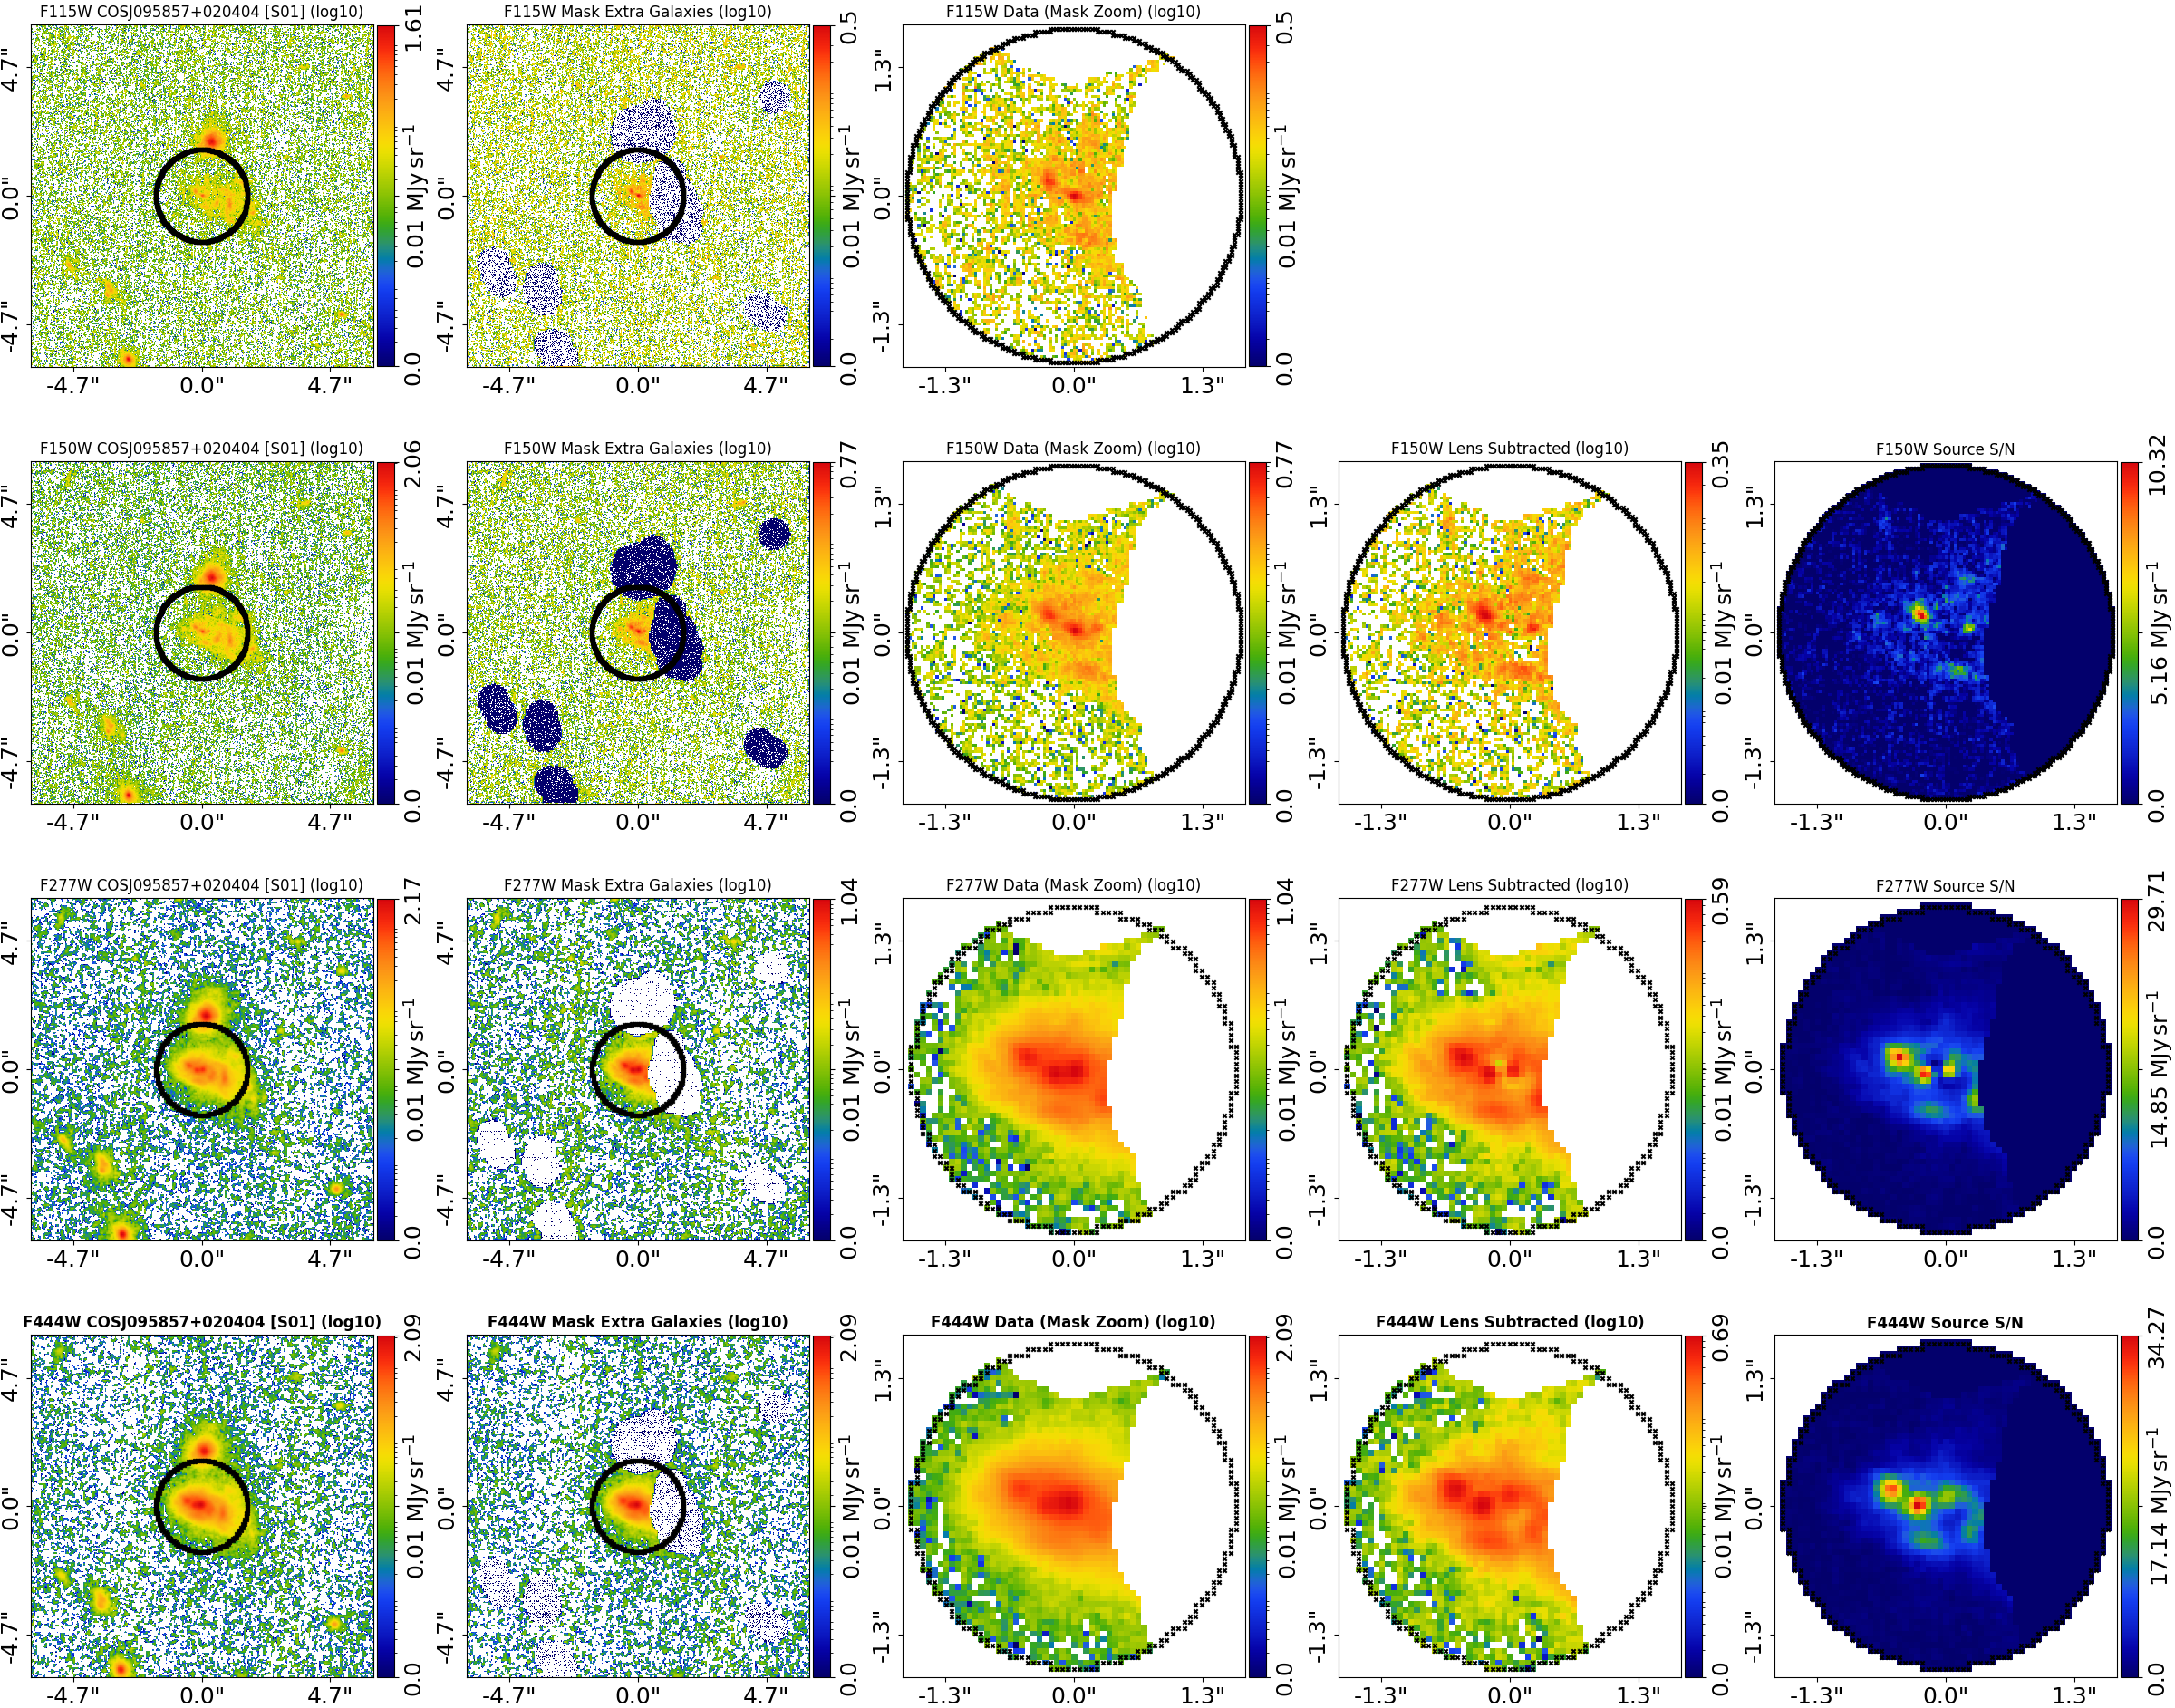 F115W COSJ095857+020404 [S01] (log10)
4.7"
0.0"
-4.7"
-4.7" 0.0" 4.7"
1.61
0.01 MJy sr−1
0.0
F115W Mask Extra Galaxies (log10)
-4.7" 0.0" 4.7"
0.5
0.01 MJy sr−1
0.0
F115W Data (Mask Zoom) (log10)
1.3"
0.0"
-1.3"
-1.3" 0.0" 1.3"
0.5
0.01 MJy sr−1
0.0
F150W COSJ095857+020404 [S01] (log10)
4.7"
0.0"
-4.7"
-4.7" 0.0" 4.7"
2.06
0.01 MJy sr−1
0.0
F150W Mask Extra Galaxies (log10)
-4.7" 0.0" 4.7"
0.77
0.01 MJy sr−1
0.0
F150W Data (Mask Zoom) (log10)
1.3"
0.0"
-1.3"
-1.3" 0.0" 1.3"
0.77
0.01 MJy sr−1
0.0
F150W Lens Subtracted (log10)
1.3"
0.0"
-1.3"
-1.3" 0.0" 1.3"
0.35
0.01 MJy sr−1
0.0
F150W Source S/N
1.3"
0.0"
-1.3"
-1.3" 0.0" 1.3"
10.32
5.16 MJy sr−1
0.0
F277W COSJ095857+020404 [S01] (log10)
4.7"
0.0"
-4.7"
-4.7" 0.0" 4.7"
2.17
0.01 MJy sr−1
0.0
F277W Mask Extra Galaxies (log10)
-4.7" 0.0" 4.7"
1.04
0.01 MJy sr−1
0.0
F277W Data (Mask Zoom) (log10)
1.3"
0.0"
-1.3"
-1.3" 0.0" 1.3"
1.04
0.01 MJy sr−1
0.0
F277W Lens Subtracted (log10)
1.3"
0.0"
-1.3"
-1.3" 0.0" 1.3"
0.59
0.01 MJy sr−1
0.0
F277W Source S/N
1.3"
0.0"
-1.3"
-1.3" 0.0" 1.3"
29.71
14.85 MJy sr−1
0.0
F444W COSJ095857+020404 [S01] (log10)
4.7"
0.0"
-4.7"
-4.7" 0.0" 4.7"
2.09
0.01 MJy sr−1
0.0
F444W Mask Extra Galaxies (log10)
4.7"
0.0"
-4.7"
-4.7" 0.0" 4.7"
2.09
0.01 MJy sr−1
0.0
F444W Data (Mask Zoom) (log10)
1.3"
0.0"
-1.3"
-1.3" 0.0" 1.3"
2.09
0.01 MJy sr−1
0.0
F444W Lens Subtracted (log10)
1.3"
0.0"
-1.3"
-1.3" 0.0" 1.3"
0.69
0.01 MJy sr−1
0.0
F444W Source S/N
1.3"
0.0"
-1.3"
-1.3" 0.0" 1.3"
34.27
17.14 MJy sr−1
0.0